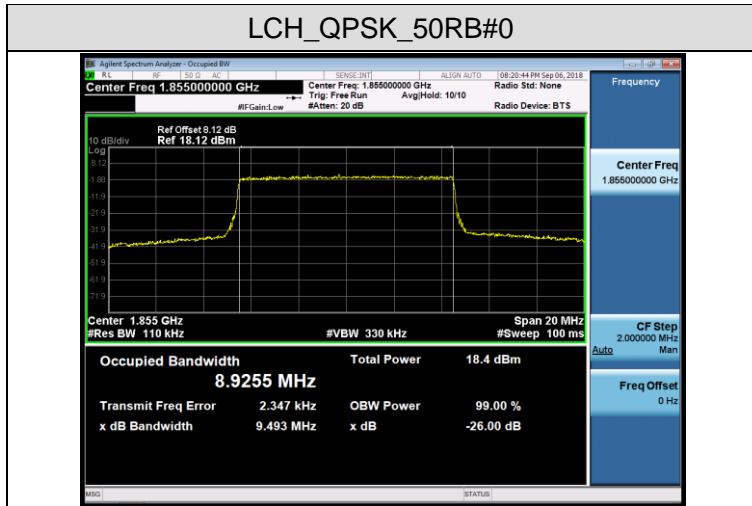 LCH_QPSK_50RB#0
Agilent Spectrum Analyzer - Occupied BW
RL RF 50 Ω AC SENSE:INT ALIGN AUTO 08:20:44 PM Sep 06, 2018
Center Freq 1.855000000 GHz Center Freq: 1.855000000 GHz Radio Std: None Frequency
Trig: Free Run Avg|Hold: 10/10
#IFGain:Low #Atten: 20 dB Radio Device: BTS
Ref Offset 8.12 dB
10 dB/div Ref 18.12 dBm
Log
8.12
-1.88
-11.9
-21.9
-31.9
-41.9
-51.9
-61.9
-71.9
Center Freq
1.855000000 GHz
Center 1.855 GHz Span 20 MHz
#Res BW 110 kHz #VBW 330 kHz #Sweep 100 ms
CF Step
2.000000 MHz
Auto Man
Occupied Bandwidth Total Power 18.4 dBm
8.9255 MHz
Freq Offset
0 Hz
Transmit Freq Error 2.347 kHz OBW Power 99.00 %
x dB Bandwidth 9.493 MHz x dB -26.00 dB
MSG STATUS